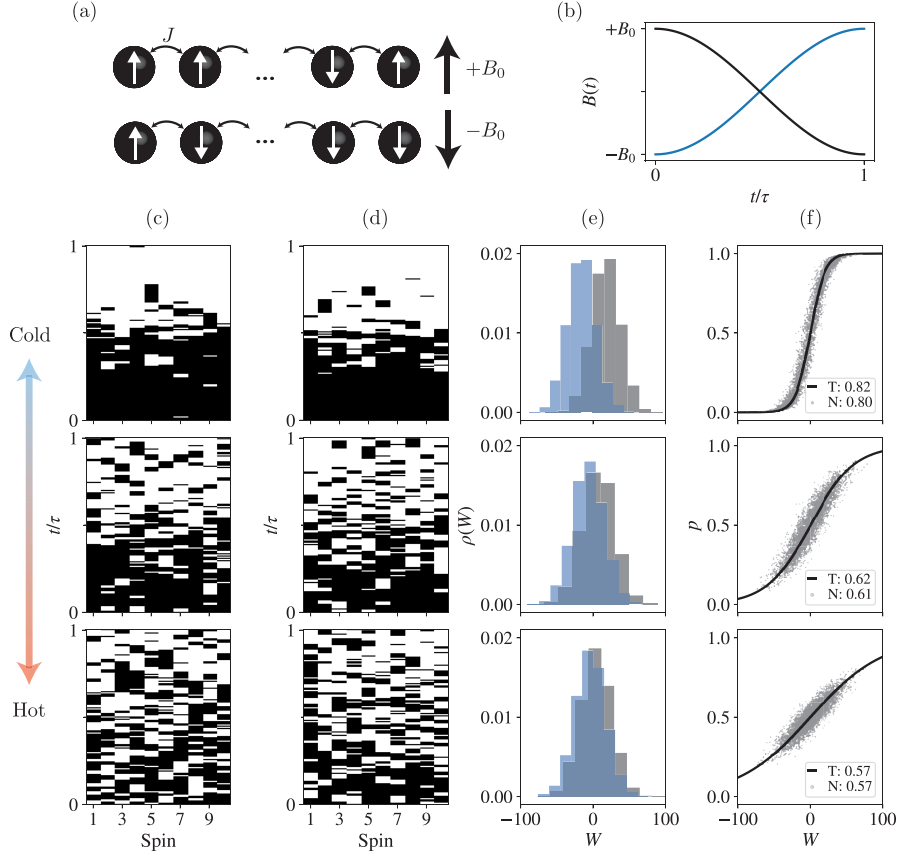 (a)
J
...
+B₀
...
−B₀
(b)
+B₀
B(t)
−B₀
0
1
t/τ
(c)
(d)
(e)
(f)
Cold
Hot
1
0
1
t/τ
0
1
0
1 3 5 7 9
Spin
1
0
1
t/τ
0
1
0
1 3 5 7 9
Spin
0.02
0.01
0.00
0.02
ρ(W)
0.01
0.00
0.02
0.01
0.00
−100 0 100
W
1.0
0.5
0.0
T: 0.82
N: 0.80
1.0
p
0.5
0.0
T: 0.62
N: 0.61
1.0
0.5
0.0
T: 0.57
N: 0.57
−100 0 100
W